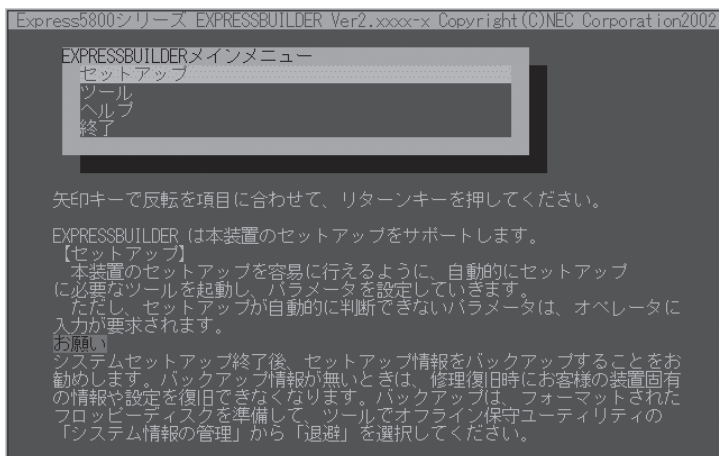 Express5800シリーズ EXPRESSBUILDER Ver2.xxxx-x Copyright(C)NEC Corporation2002
EXPRESSBUILDERメインメニュー
セットアップ
ツール
ヘルプ
終了
矢印キーで反転を項目に合わせて、リターンキーを押してください。
EXPRESSBUILDER は本装置のセットアップをサポートします。
【セットアップ】
本装置のセットアップを容易に行えるように、自動的にセットアップ
に必要なツールを起動し、パラメータを設定していきます。
ただし、セットアップが自動的に判断できないパラメータは、オペレータに
入力が要求されます。
お願い
システムセットアップ終了後、セットアップ情報をバックアップすることをお
勧めします。バックアップ情報が無いときは、修理復旧時にお客様の装置固有
の情報や設定を復旧できなくなります。バックアップは、フォーマットされた
フロッピーディスクを準備して、ツールでオフライン保守ユーティリティの
「システム情報の管理」から「退避」を選択してください。